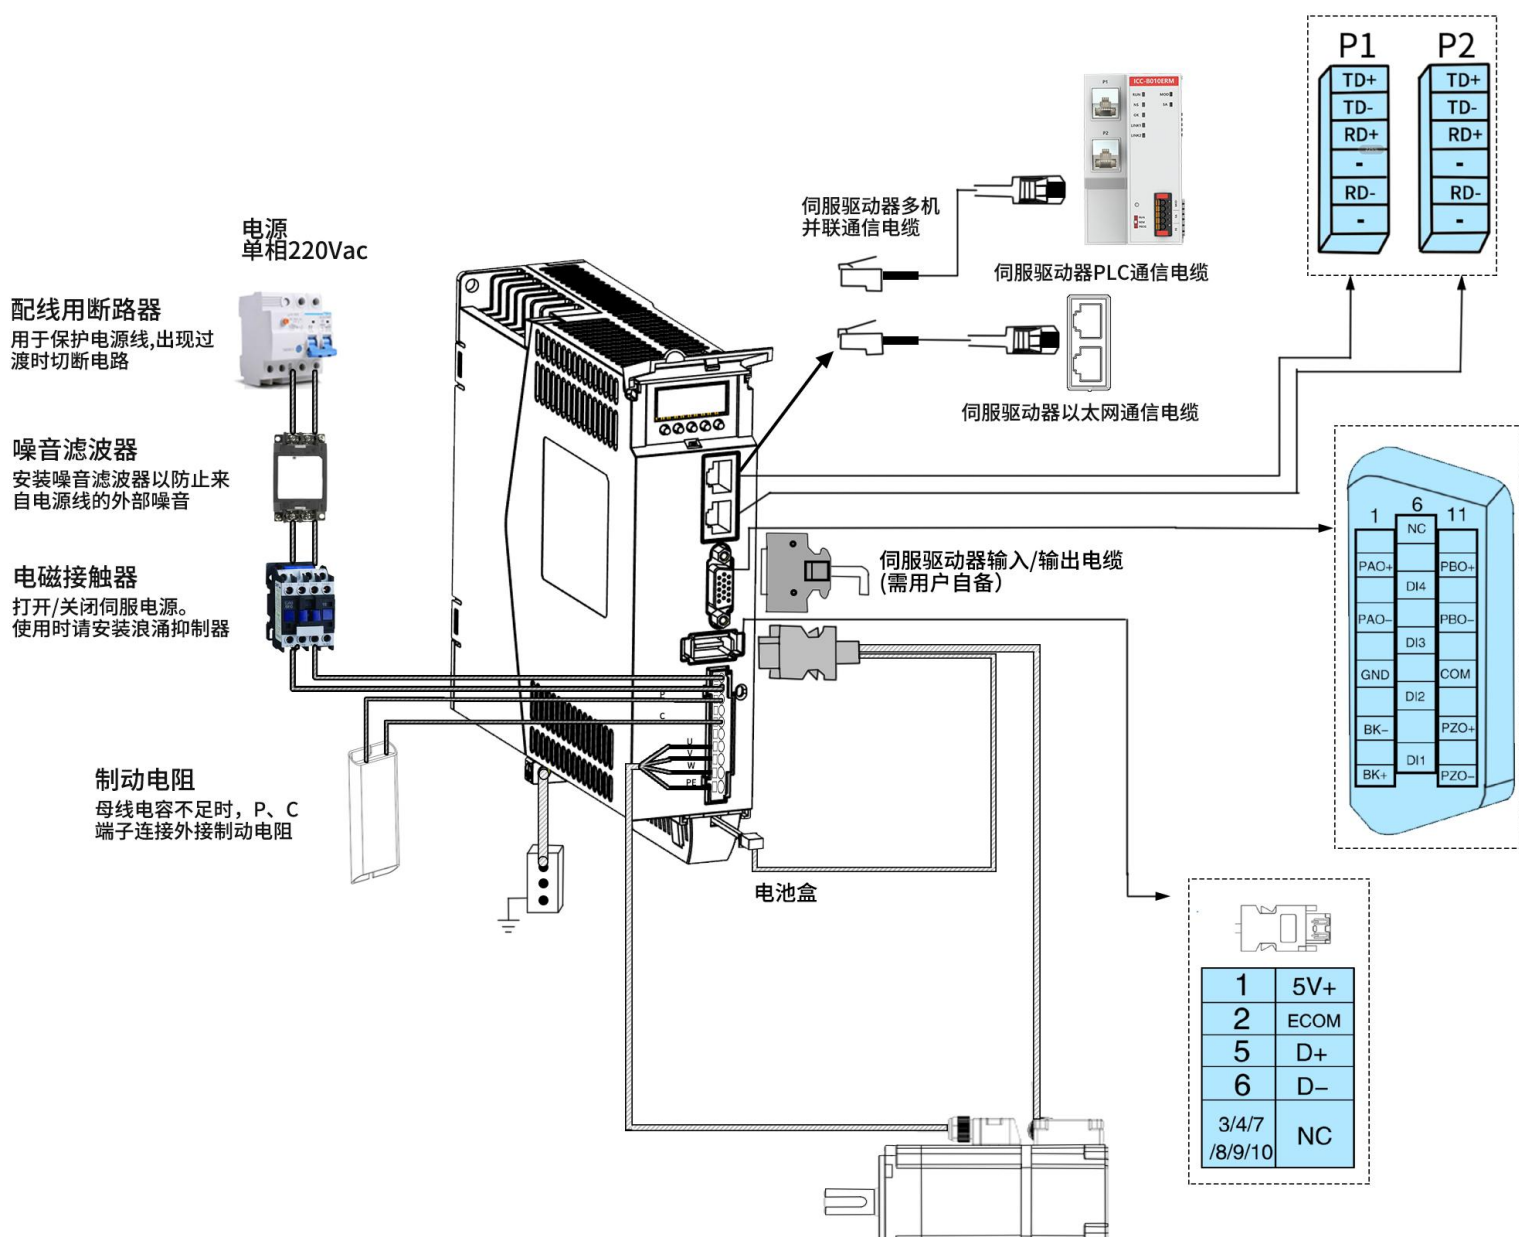 电源
单相220Vac
配线用断路器
用于保护电源线,出现过
渡时切断电路
噪音滤波器
安装噪音滤波器以防止来
自电源线的外部噪音
电磁接触器
打开/关闭伺服电源。
使用时请安装浪涌抑制器
制动电阻
母线电容不足时，P、C
端子连接外接制动电阻
P
C
U
V
W
PE
电池盒
伺服驱动器多机
并联通信电缆
P1
ICC-8010ERM
P2
伺服驱动器PLC通信电缆
伺服驱动器以太网通信电缆
伺服驱动器输入/输出电缆
(需用户自备)
P1
TD+
TD-
RD+
-
RD-
-
P2
TD+
TD-
RD+
-
RD-
-
1
6
11
NC
PAO+
PBO+
DI4
PAO-
PBO-
DI3
GND
COM
DI2
BK-
PZO+
DI1
BK+
PZO-
1 5V+
2 ECOM
5 D+
6 D-
3/4/7
/8/9/10 NC